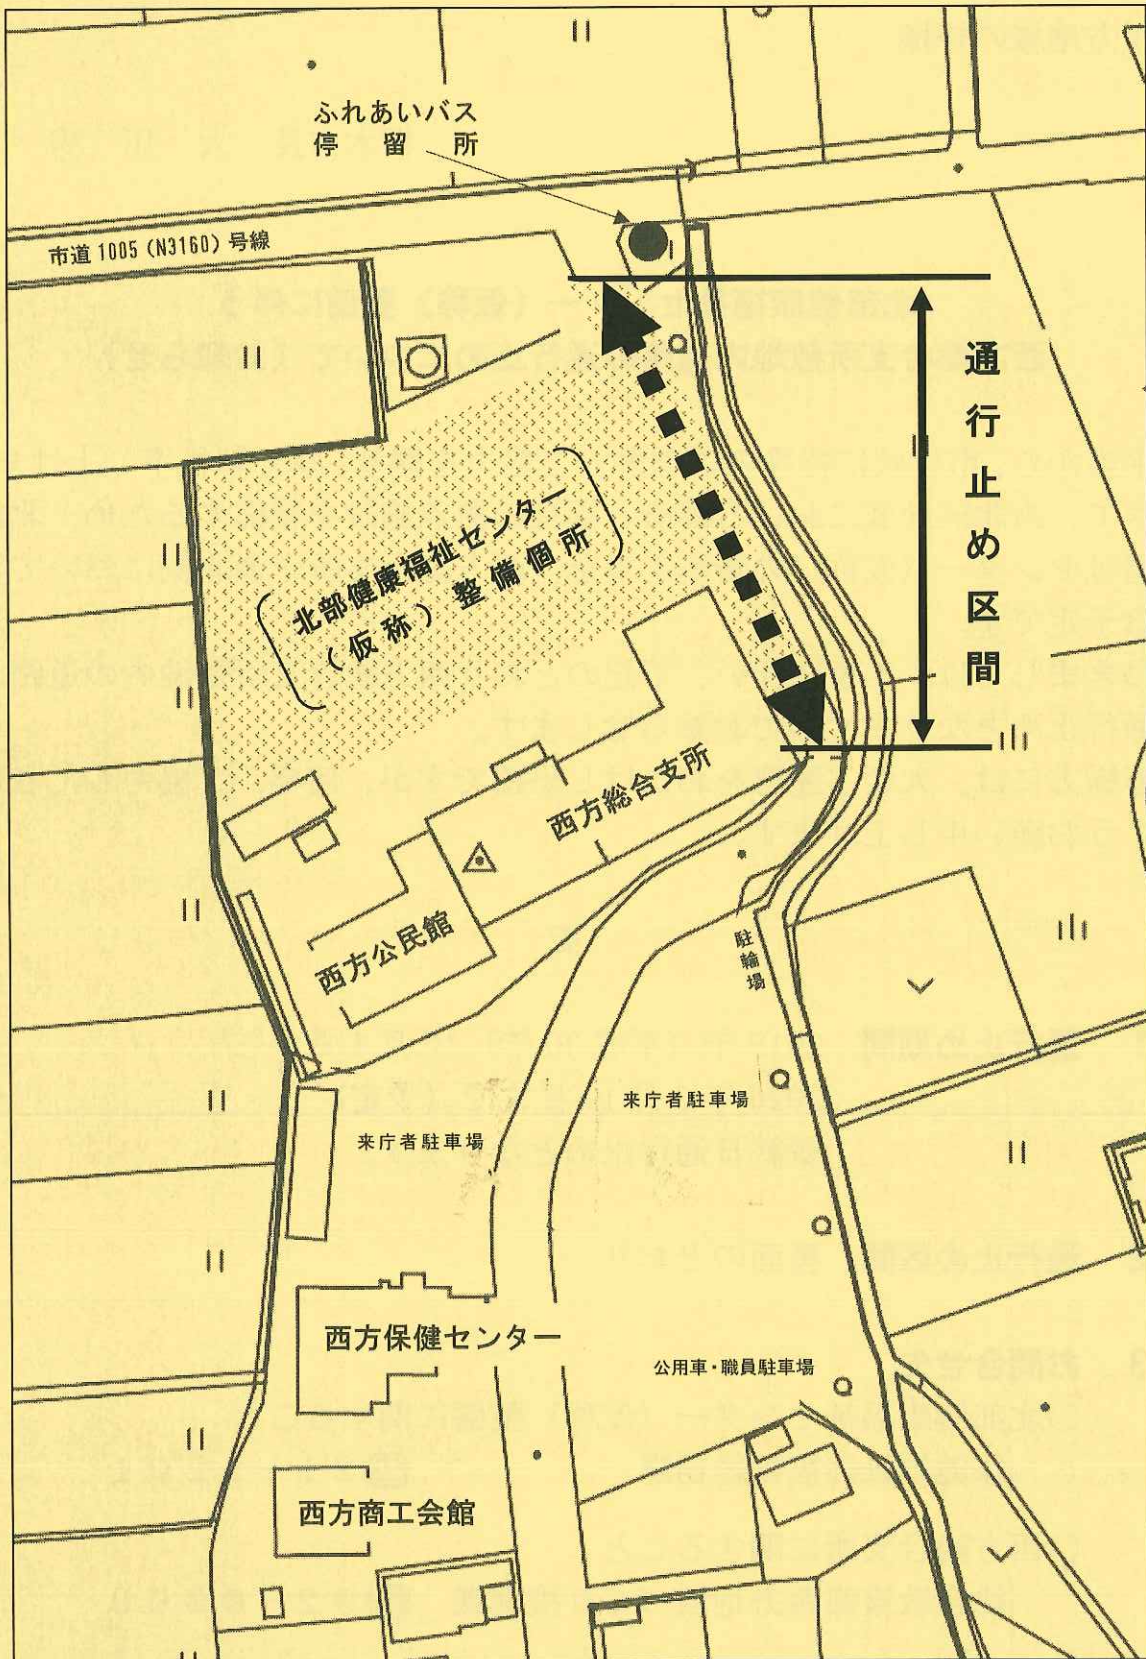 ふれあいバス
停留所
市道1005(N3160)号線
通行止め区間
北部健康福祉センター
(仮称)整備個所
西方総合支所
西方公民館
駐輪場
来庁者駐車場
来庁者駐車場
西方保健センター
公用車・職員駐車場
西方商工会館